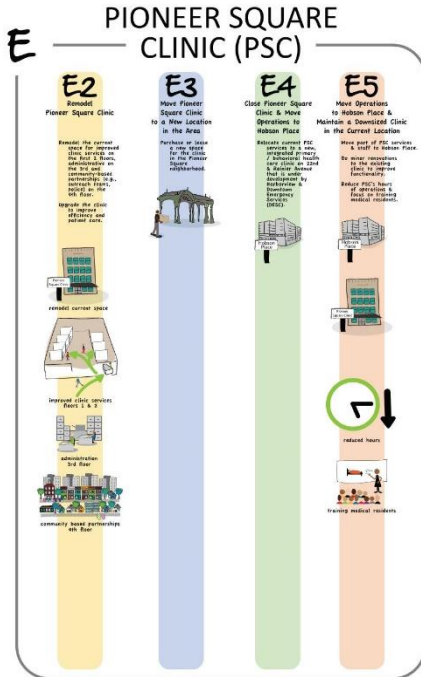 E
PIONEER SQUARE
CLINIC (PSC)
E2
Remodel
Pioneer Square Clinic
Remodel the current
space for improved
clinic services on
the first 2 floors,
administrative on
the 3rd and
community-based
partnerships (e.g.,
outreach teams,
police) on the
4th floor.
Upgrade the clinic
to improve
efficiency and
patient care.
Pioneer
Square Clinic
remodel current space
improved clinic services
floors 1 & 2
administration
3rd floor
community based partnerships
4th floor
E3
Move Pioneer
Square Clinic
to a New Location
in the Area
Purchase or lease
a new space
for the clinic
in the Pioneer
Square
neighborhood.
E4
Close Pioneer Square
Clinic & Move
Operations to
Hobson Place
Relocate current PSC
services to a new,
integrated primary
/ behavioral health
care clinic on 22nd
& Rainier Avenue
that is under
development by
Harborview &
Downtown
Emergency
Services
(DESC).
Hobson
Place
E5
Move Operations
to Hobson Place &
Maintain a Downsized Clinic
in the Current Location
Move part of PSC services
& staff to Hobson Place.
Do minor renovations
to the existing
clinic to improve
functionality.
Reduce PSC's hours
of operations &
focus on training
medical residents.
Hobson
Place
Pioneer
Square Clinic
reduced hours
training medical residents